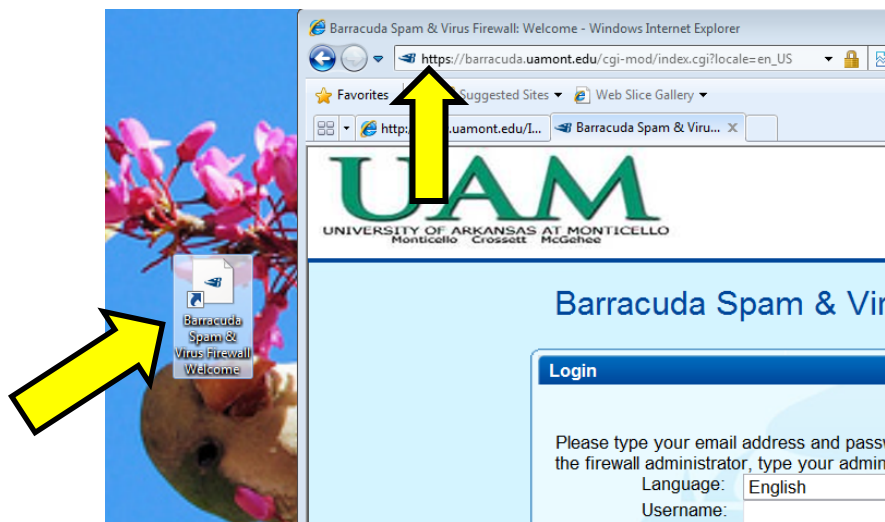 Barracuda Spam & Virus Firewall: Welcome - Windows Internet Explorer
https://barracuda.uamont.edu/cgi-mod/index.cgi?locale=en_US
Favorites Suggested Sites Web Slice Gallery
http: .uamont.edu/I... Barracuda Spam & Viru... X
UAM
UNIVERSITY OF ARKANSAS AT MONTICELLO
Monticello Crossett McGehee
Barracuda
Spam &
Virus Firewall
Welcome
Barracuda Spam & Vir
Login
Please type your email address and pass
the firewall administrator, type your admin
Language: English
Username: